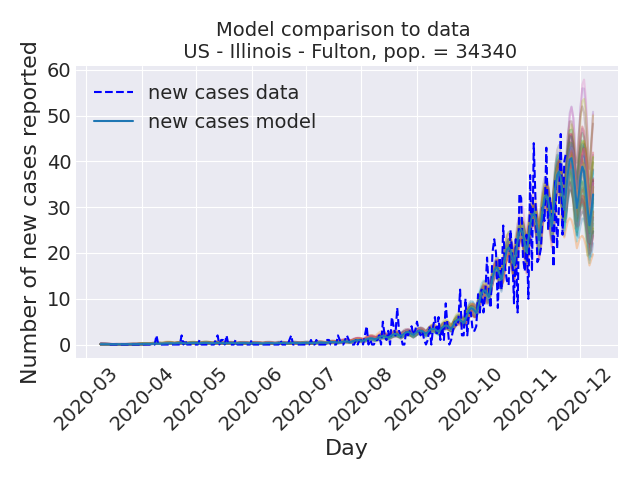 Model comparison to data
US - Illinois - Fulton, pop. = 34340
Number of new cases reported
60
50
40
30
20
10
0
new cases data
new cases model
2020-03
2020-04
2020-05
2020-06
2020-07
2020-08
2020-09
2020-10
2020-11
2020-12
Day